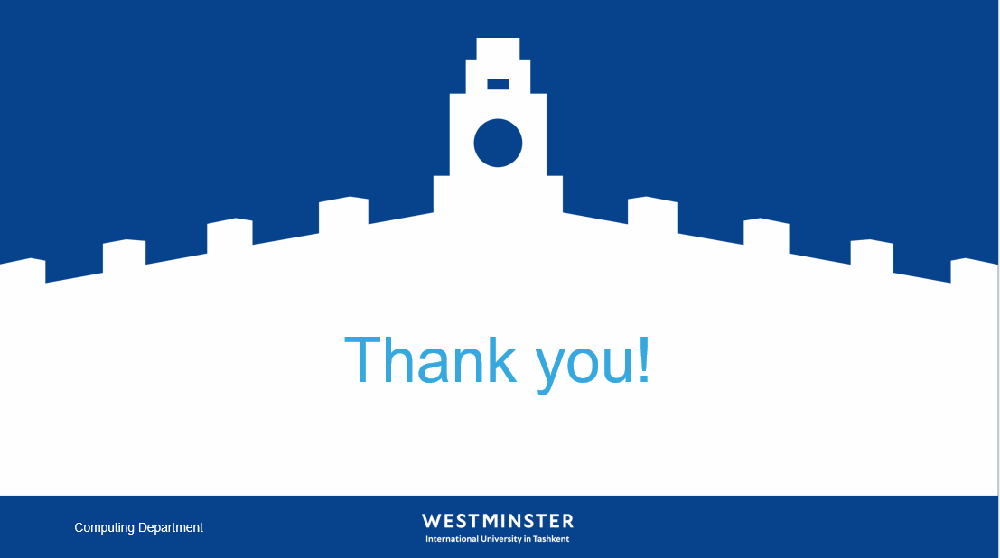 Thank you!
Computing Department
WESTMINSTER
International University in Tashkent